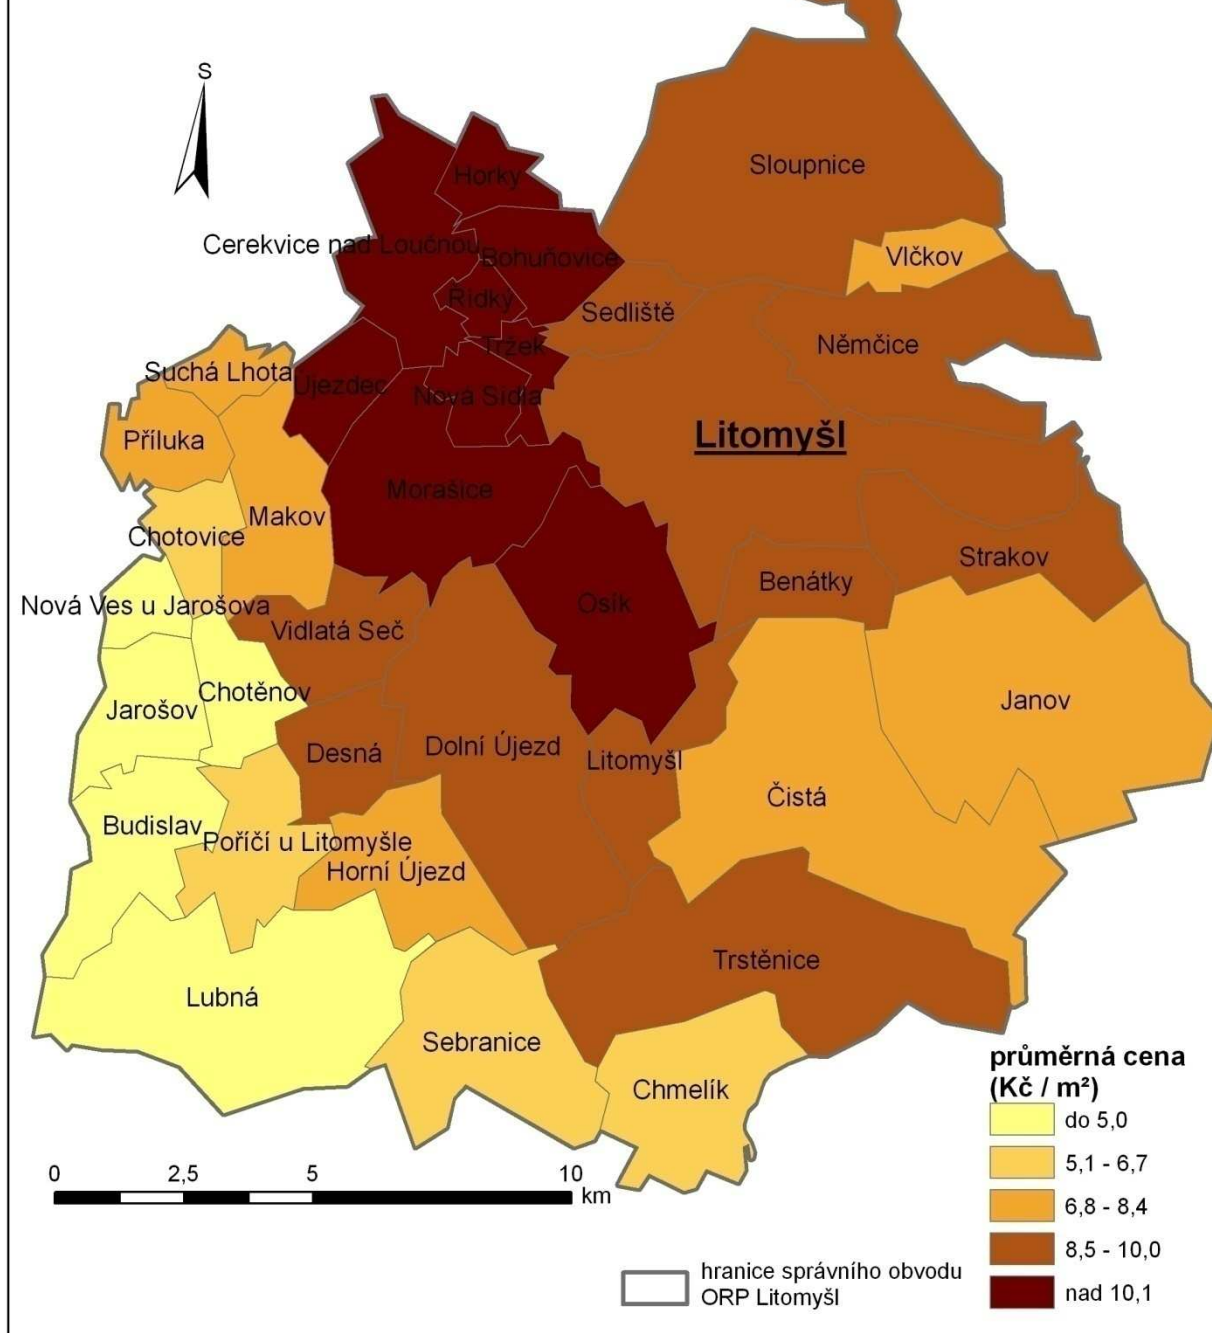 S
Sloupnice
Horky
Cerekvice nad Loučnou
Bohuňovice
Vlčkov
Řídky
Sedliště
Tržek
Němčice
Suchá Lhota
Újezdec
Nová Sídla
Příluka
Litomyšl
Morašice
Makov
Chotovice
Strakov
Benátky
Nová Ves u Jarošova
Osík
Vidlatá Seč
Chotěnov
Janov
Jarošov
Desná
Dolní Újezd
Litomyšl
Čistá
Budislav
Poříčí u Litomyšle
Horní Újezd
Trstěnice
Lubná
Sebranice
Chmelík
průměrná cena
(Kč / m²)
do 5,0
5,1 - 6,7
6,8 - 8,4
8,5 - 10,0
nad 10,1
0 2,5 5 10
km
hranice správního obvodu
ORP Litomyšl